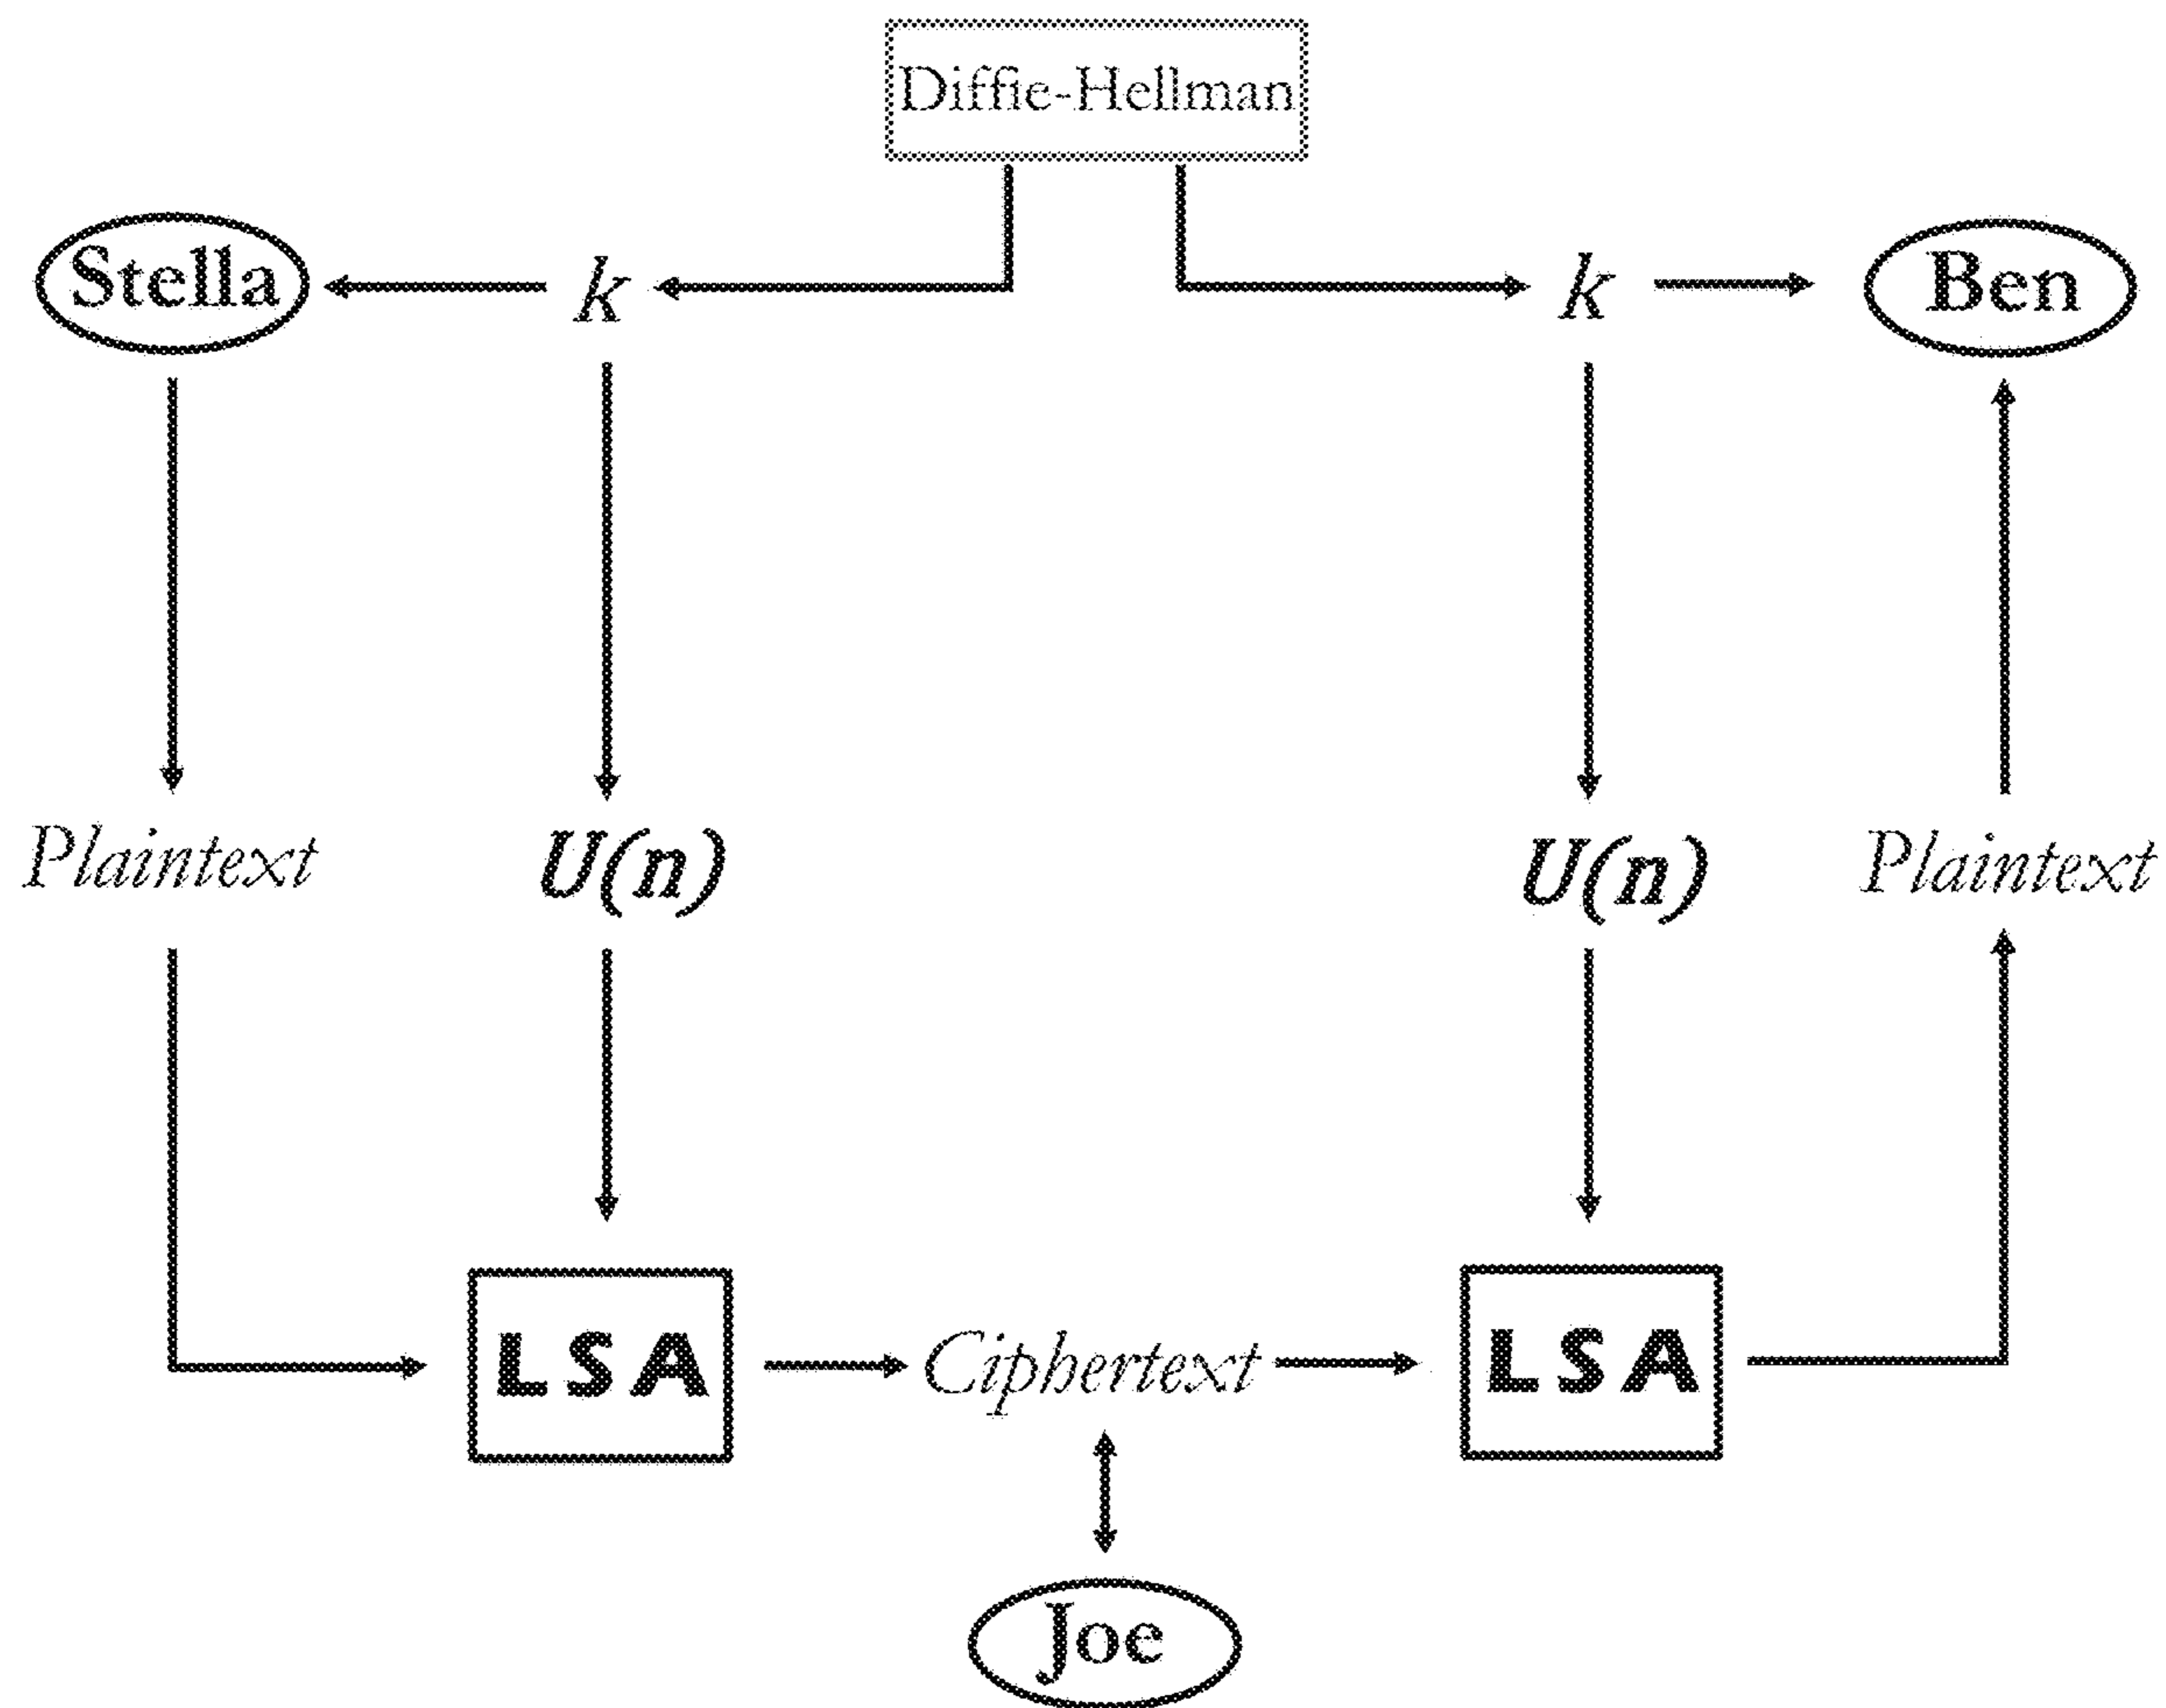 Diffie-Hellman
Stella
k
k
Ben
Plaintext
U(n)
U(n)
Plaintext
LSA
Ciphertext
LSA
Joe